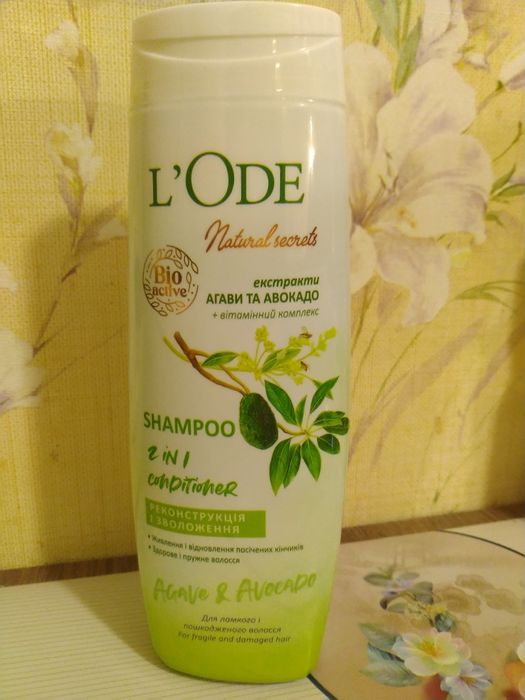 L'ODE
Natural secrets
Bio
active
екстракти
АГАВИ ТА АВОКАДО
+ вітамінний комплекс
SHAMPOO
2 in 1
conditioner
РЕКОНСТРУКЦІЯ
І ЗВОЛОЖЕННЯ
• Живлення і відновлення посічених кінчиків
• Здорове і пружне волосся
AGAVE & AVOCADO
Для ламкого і
пошкодженого волосся
For fragile and damaged hair